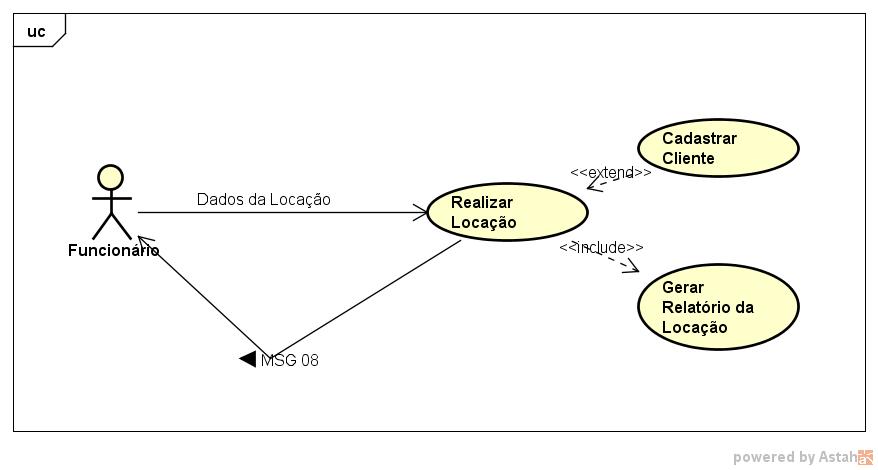 uc
Cadastrar
Cliente
<<extend>>
Dados da Locação
Realizar
Locação
Funcionário
<<include>>
Gerar
Relatório da
Locação
MSG 08
powered by Astah